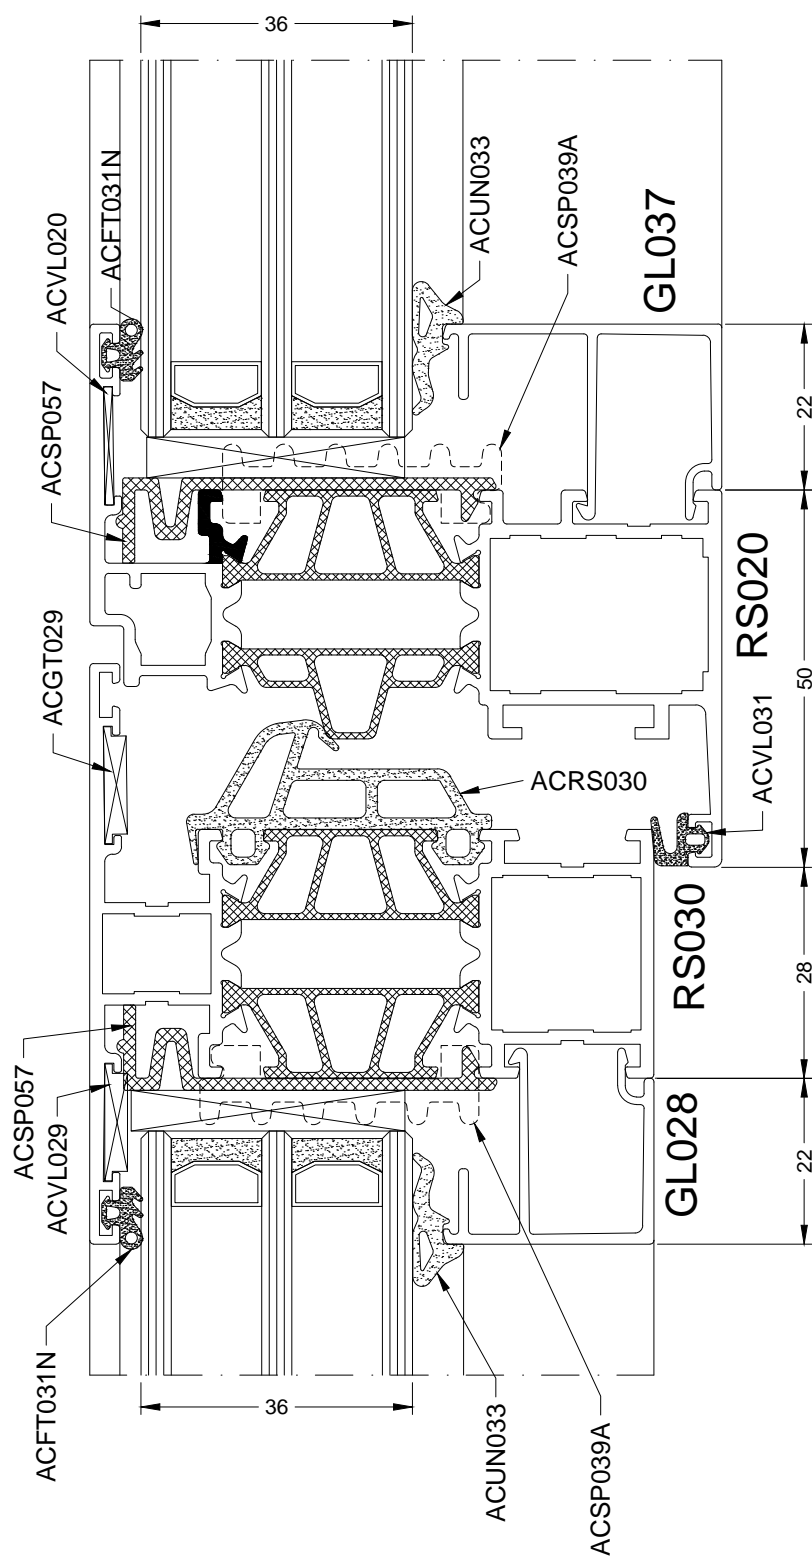 36
ACVL020
ACFT031N
ACSP057
ACUN033
ACSP039A
GL037
22
ACGT029
RS020
50
ACRS030
ACVL031
RS030
28
ACSP057
ACVL029
GL028
22
ACFT031N
36
ACUN033
ACSP039A